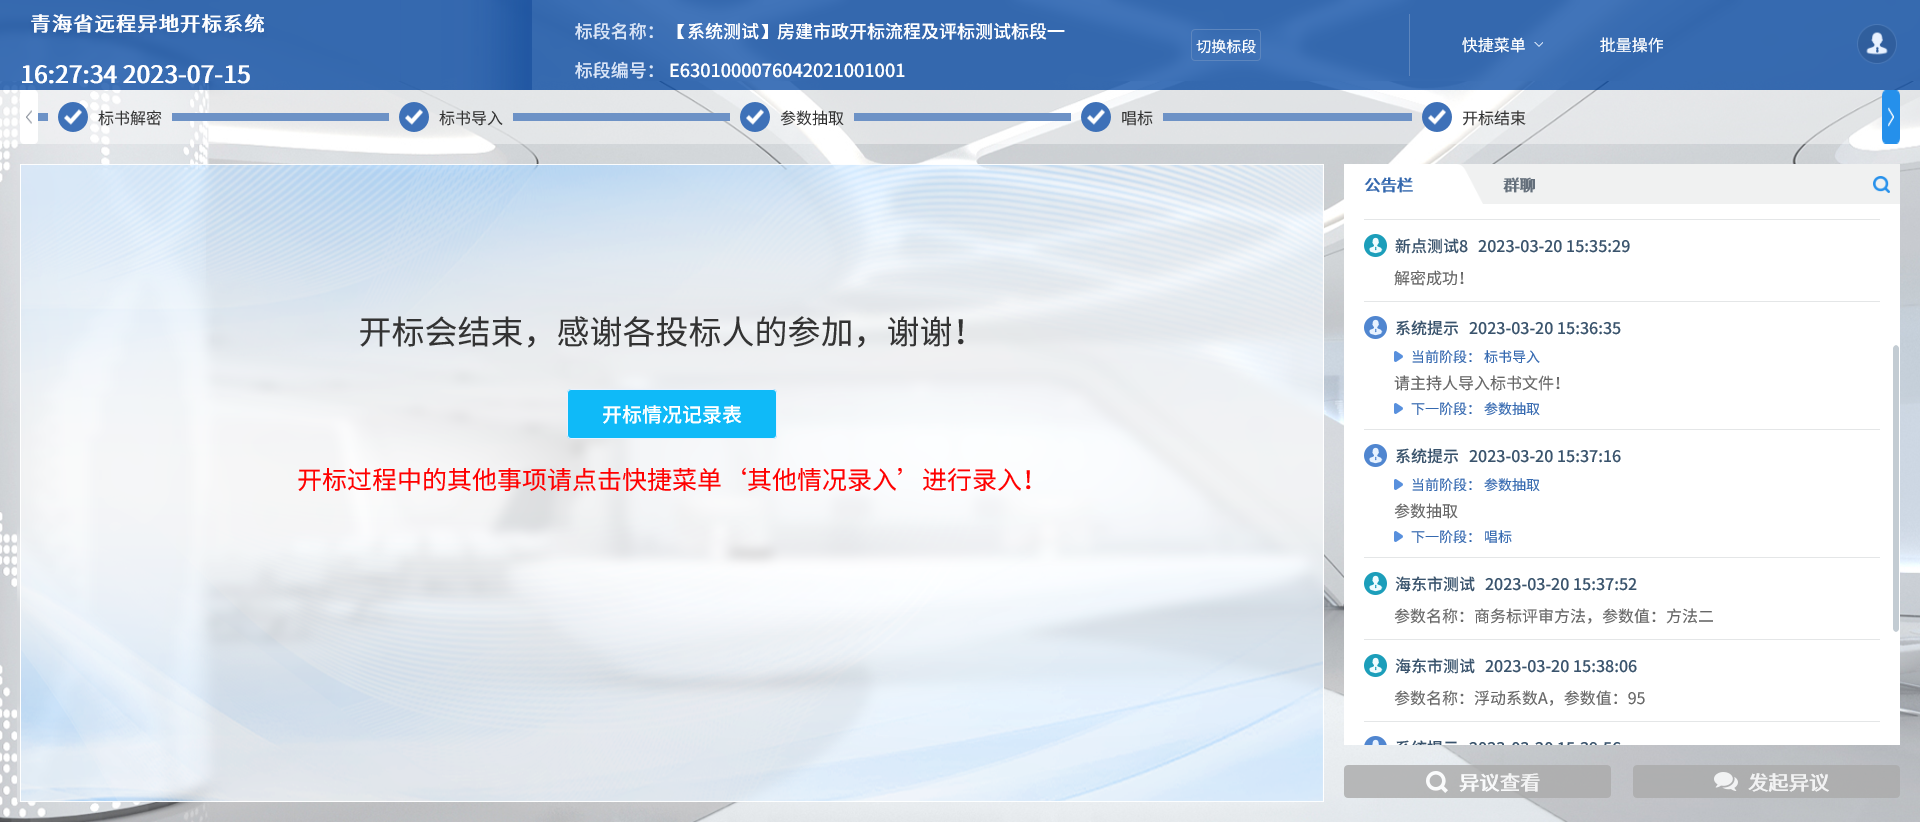 青海省远程异地开标系统
16:27:34 2023-07-15
标段名称： 【系统测试】房建市政开标流程及评标测试标段一
标段编号： E6301000076042021001001
切换标段
快捷菜单
批量操作
标书解密
标书导入
参数抽取
唱标
开标结束
开标会结束，感谢各投标人的参加，谢谢！
开标情况记录表
开标过程中的其他事项请点击快捷菜单‘其他情况录入’进行录入！
公告栏
群聊
新点测试8 2023-03-20 15:35:29
解密成功！
系统提示 2023-03-20 15:36:35
当前阶段： 标书导入
请主持人导入标书文件！
下一阶段： 参数抽取
系统提示 2023-03-20 15:37:16
当前阶段： 参数抽取
参数抽取
下一阶段： 唱标
海东市测试 2023-03-20 15:37:52
参数名称：商务标评审方法，参数值：方法二
海东市测试 2023-03-20 15:38:06
参数名称：浮动系数A，参数值：95
异议查看
发起异议